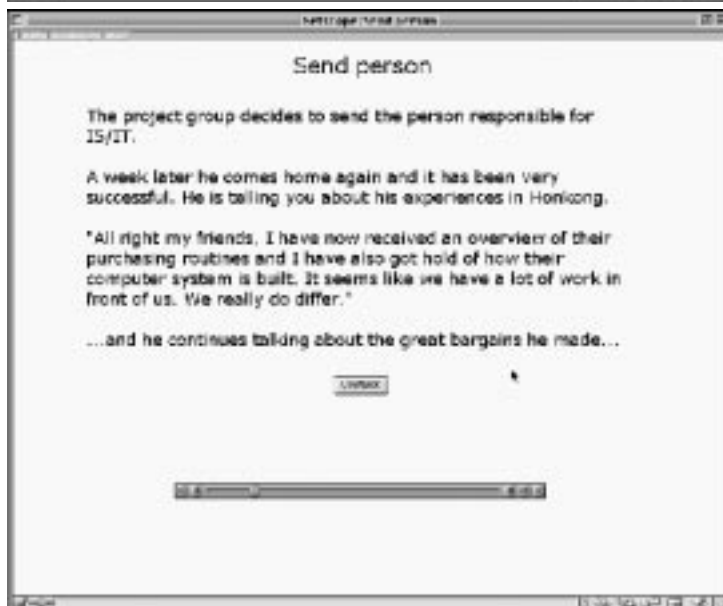 Netscape: Send person
Send person
The project group decides to send the person responsible for
IS/IT.
A week later he comes home again and it has been very
successful. He is telling you about his experiences in Honkong.
"All right my friends, I have now received an overview of their
purchasing routines and I have also got hold of how their
computer system is built. It seems like we have a lot of work in
front of us. We really do differ."
...and he continues talking about the great bargains he made...